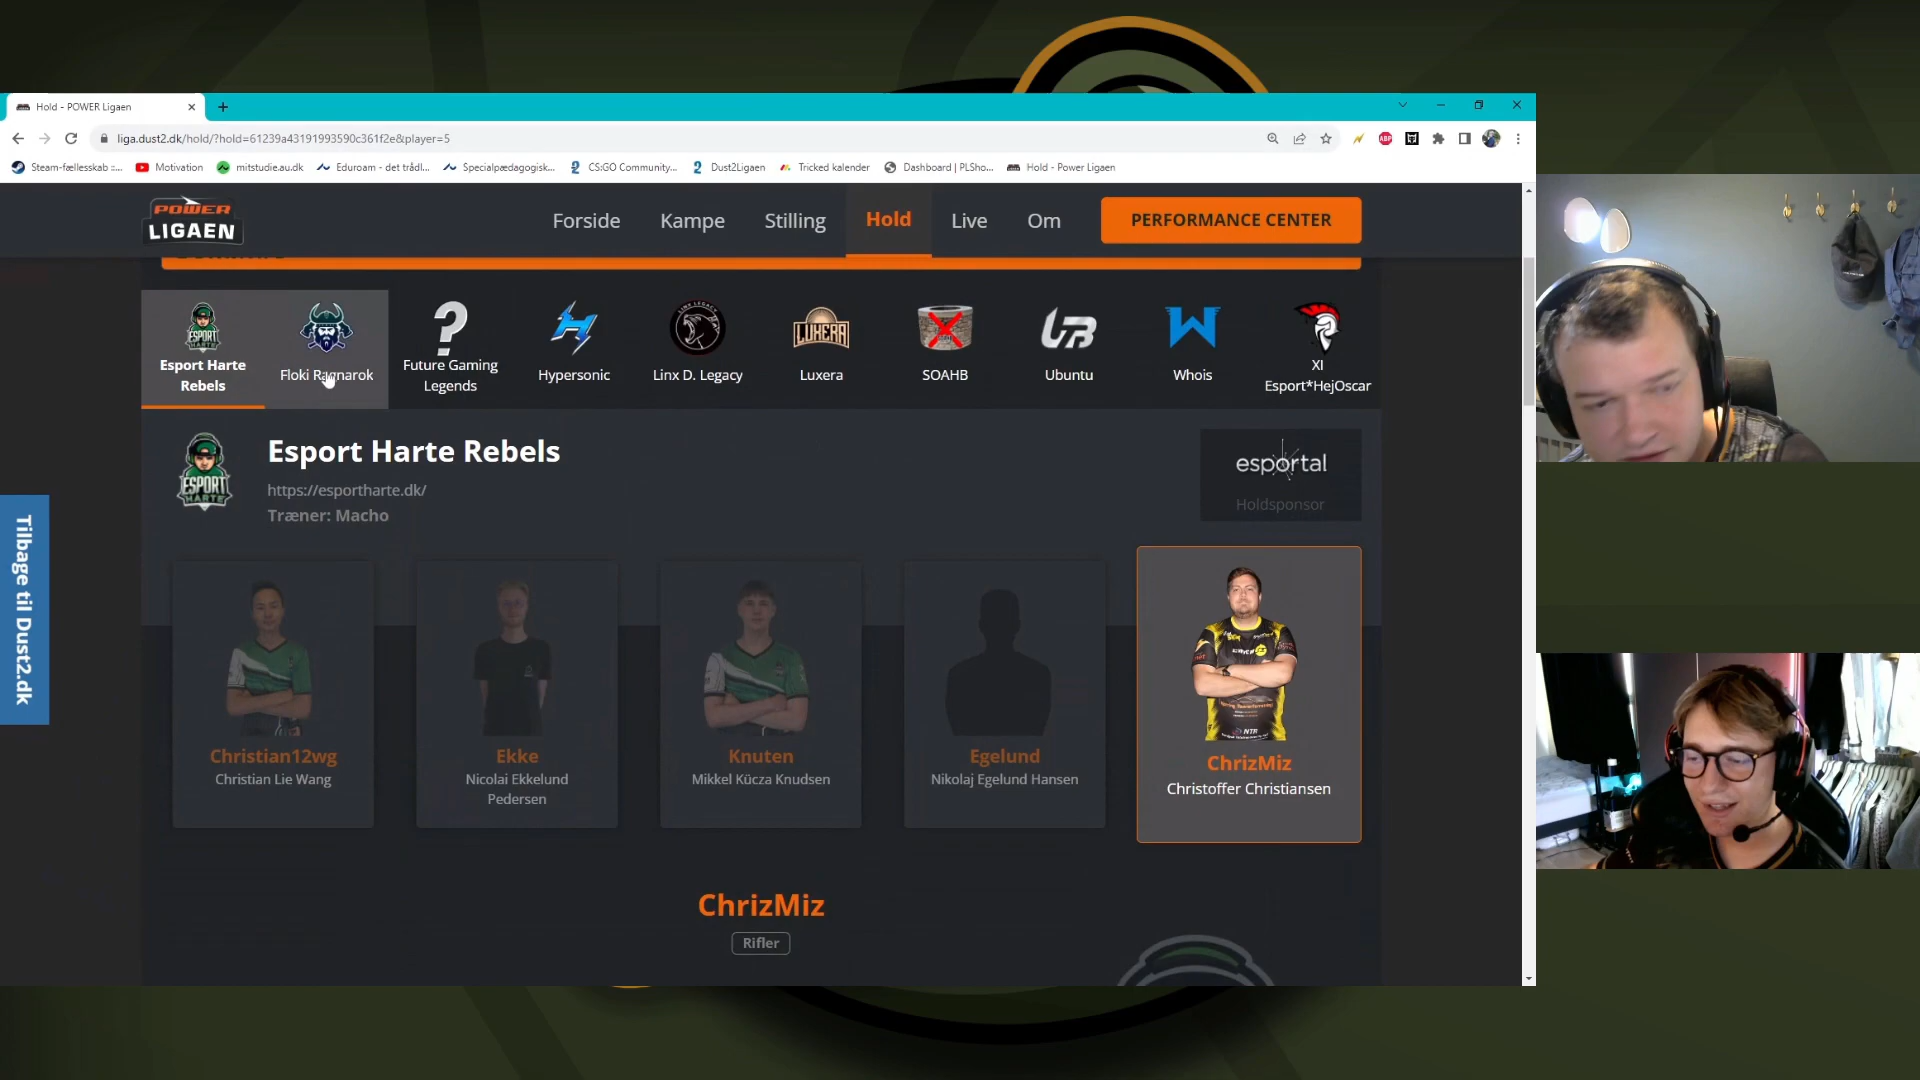 Hold - POWER Ligaen
liga.dust2.dk/hold/?hold=61239a43191993590c361f2e&player=5
Steam-fællesskab ::... Motivation mitstudie.au.dk Eduroam - det trådl... Specialpædagogisk... CS:GO Community... Dust2Ligaen Tricked kalender Dashboard | PLSho... Hold - Power Ligaen
POWER
LIGAEN
Forside Kampe Stilling Hold Live Om PERFORMANCE CENTER
Esport Harte
Rebels
Floki Ragnarok
Future Gaming
Legends
Hypersonic
Linx D. Legacy
LUXERA
Luxera
SOAHB
Ubuntu
Whois
XI
Esport*HejOscar
ESPORT
HARTE
Esport Harte Rebels
https://esportharte.dk/
Træner: Macho
esportal
Holdsponsor
Tilbage til Dust2.dk
Christian12wg
Christian Lie Wang
Ekke
Nicolai Ekkelund
Pedersen
Knuten
Mikkel Kücza Knudsen
Egelund
Nikolaj Egelund Hansen
ChrizMiz
Christoffer Christiansen
ChrizMiz
Rifler